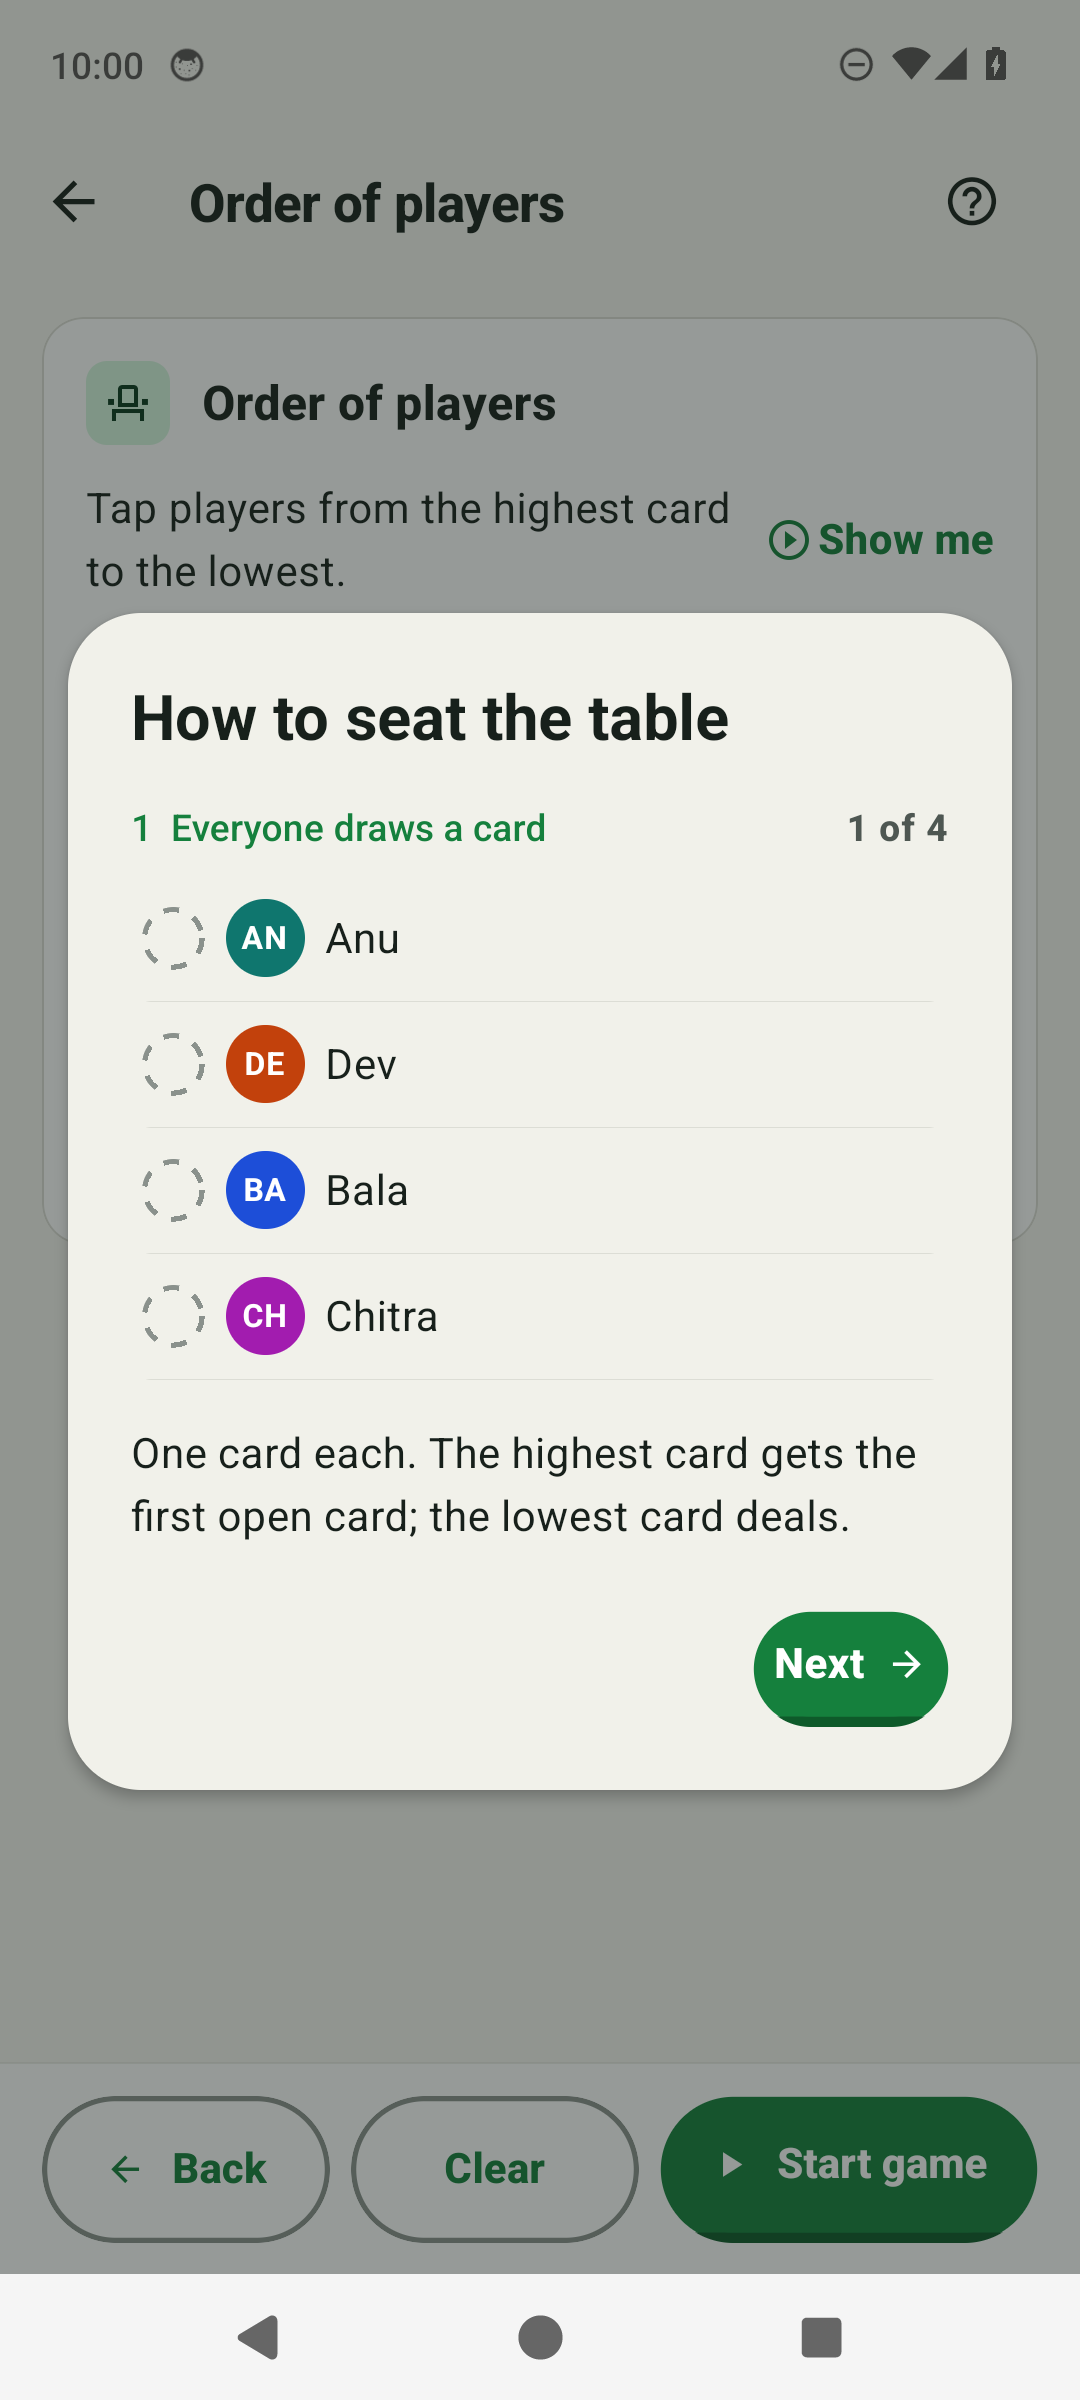 10:00
Order of players
Order of players
Tap players from the highest card
to the lowest.
Show me
How to seat the table
1 Everyone draws a card
1 of 4
AN Anu
DE Dev
BA Bala
CH Chitra
One card each. The highest card gets the
first open card; the lowest card deals.
Next
Back
Clear
Start game